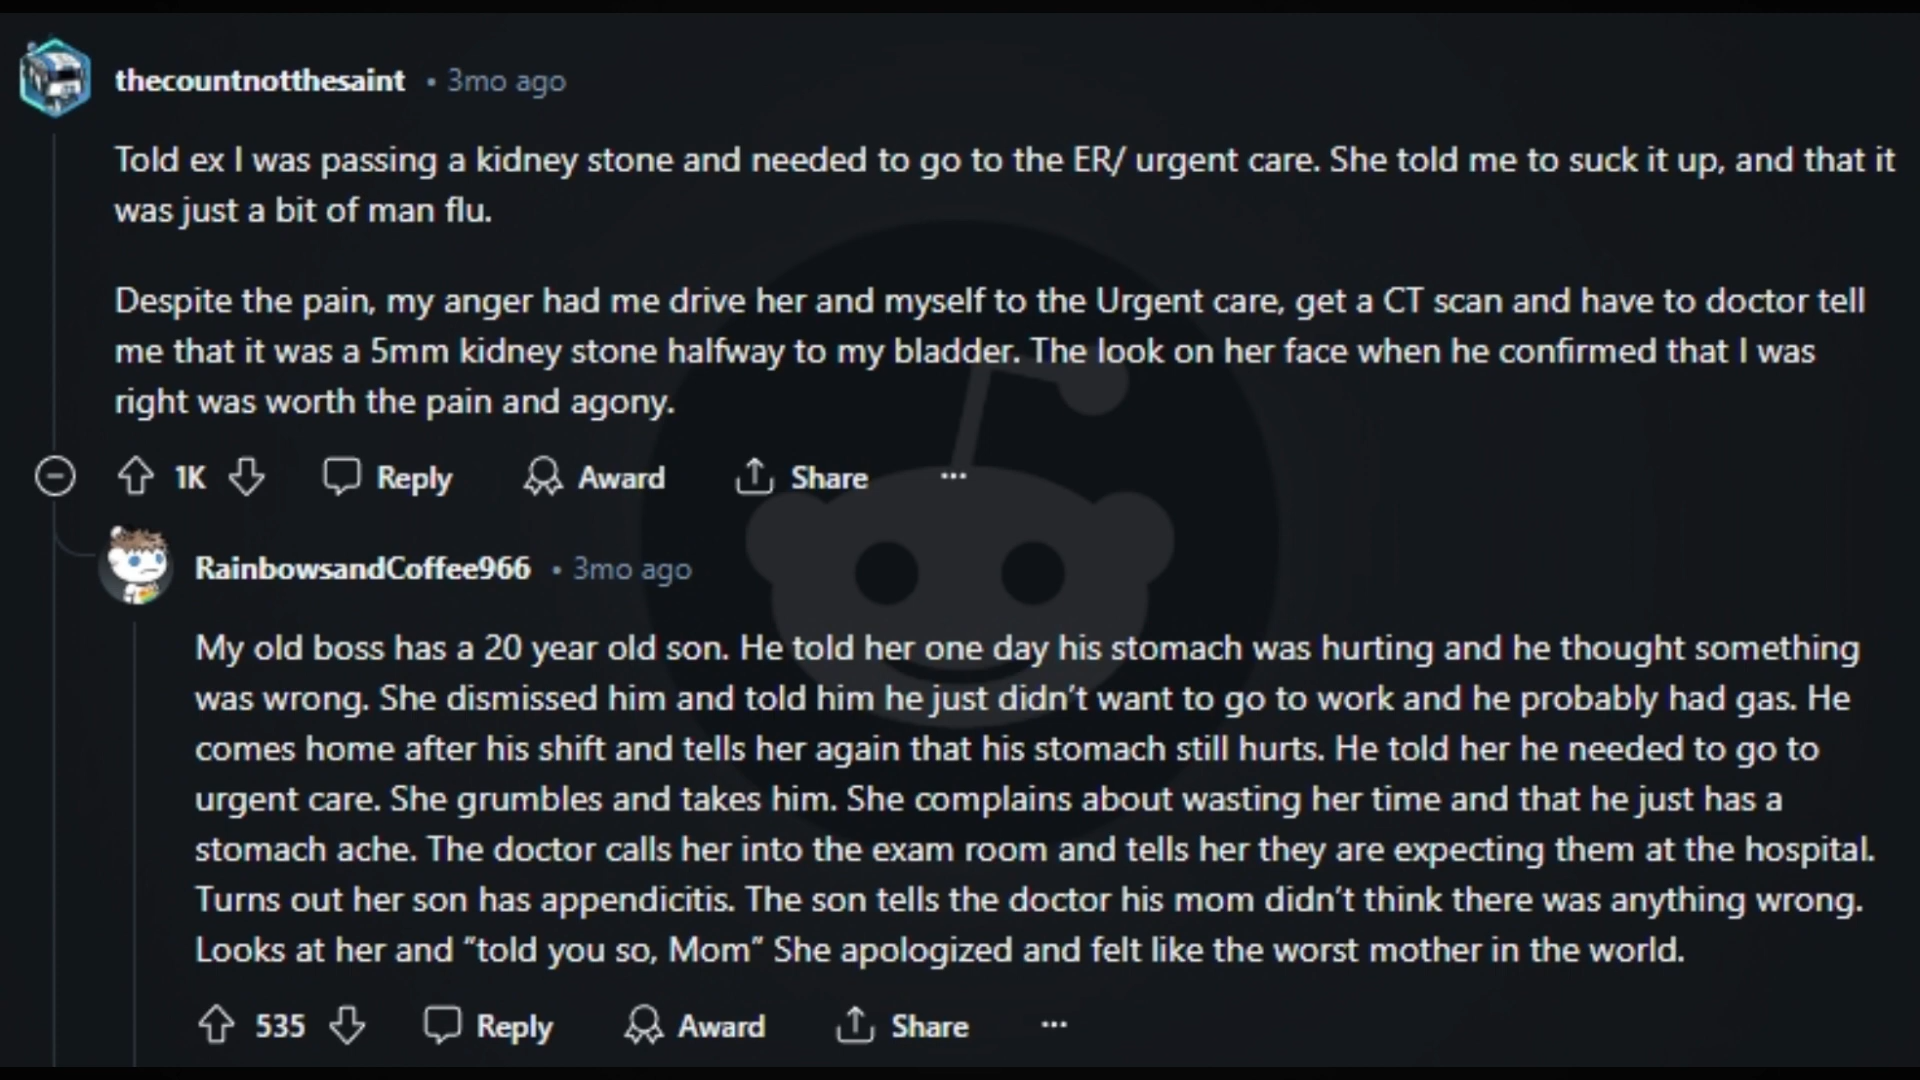 thecountnotthesaint • 3mo ago
Told ex I was passing a kidney stone and needed to go to the ER/ urgent care. She told me to suck it up, and that it
was just a bit of man flu.
Despite the pain, my anger had me drive her and myself to the Urgent care, get a CT scan and have to doctor tell
me that it was a 5mm kidney stone halfway to my bladder. The look on her face when he confirmed that I was
right was worth the pain and agony.
1K Reply Award Share ...
RainbowsandCoffee966 • 3mo ago
My old boss has a 20 year old son. He told her one day his stomach was hurting and he thought something
was wrong. She dismissed him and told him he just didn’t want to go to work and he probably had gas. He
comes home after his shift and tells her again that his stomach still hurts. He told her he needed to go to
urgent care. She grumbles and takes him. She complains about wasting her time and that he just has a
stomach ache. The doctor calls her into the exam room and tells her they are expecting them at the hospital.
Turns out her son has appendicitis. The son tells the doctor his mom didn’t think there was anything wrong.
Looks at her and “told you so, Mom” She apologized and felt like the worst mother in the world.
535 Reply Award Share ...